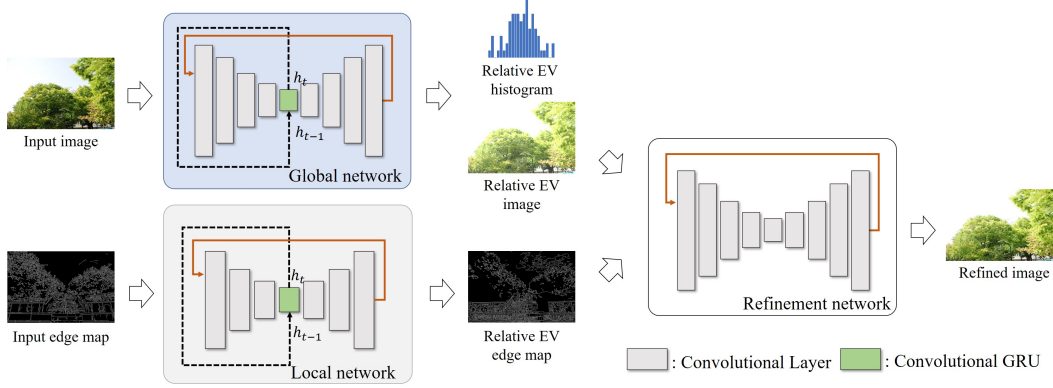 Input image
h_t
h_{t-1}
Global network
Relative EV
histogram
Relative EV
image
Input edge map
h_t
h_{t-1}
Local network
Relative EV
edge map
Refinement network
Refined image
: Convolutional Layer
: Convolutional GRU